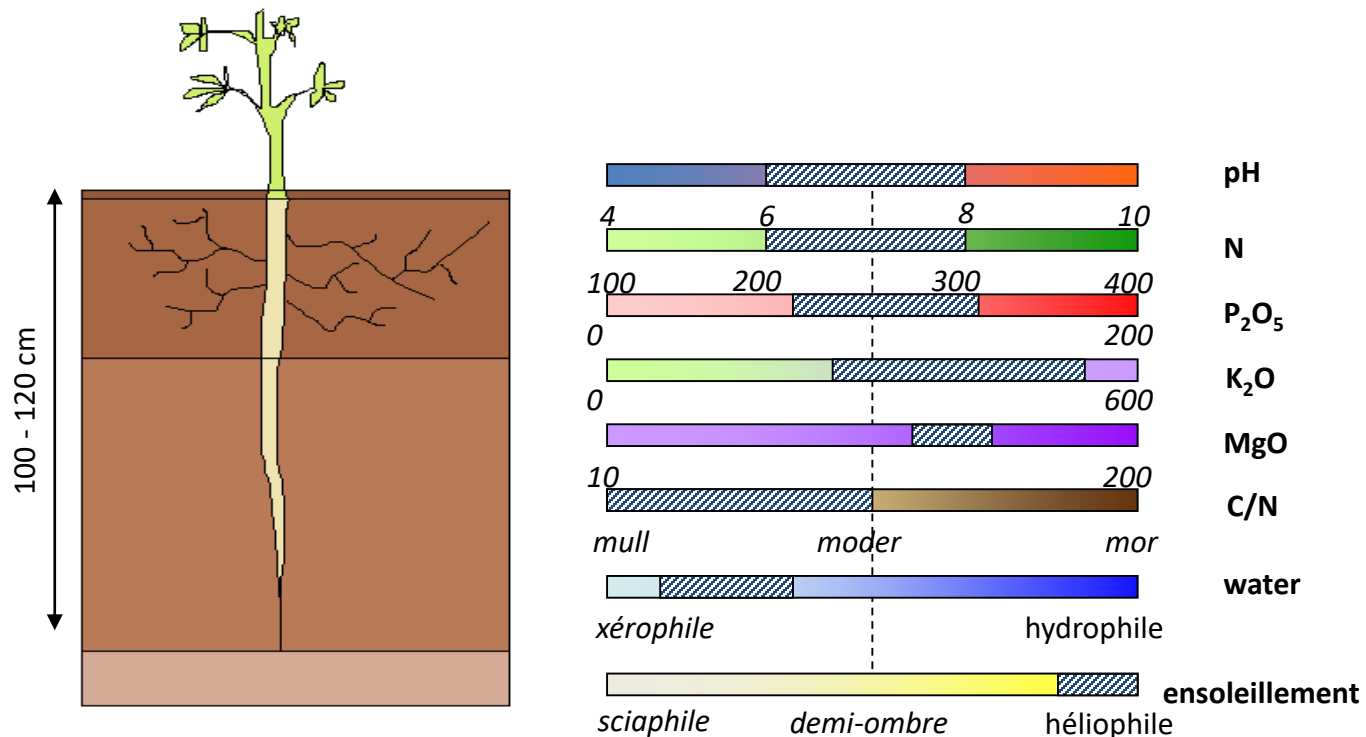 100 - 120 cm
pH
4 6 8 10
N
100 200 300 400
P₂O₅
0 200
K₂O
0 600
MgO
10 200
C/N
mull moder mor
water
xérophile hydrophile
ensoleillement
sciaphile demi-ombre héliophile